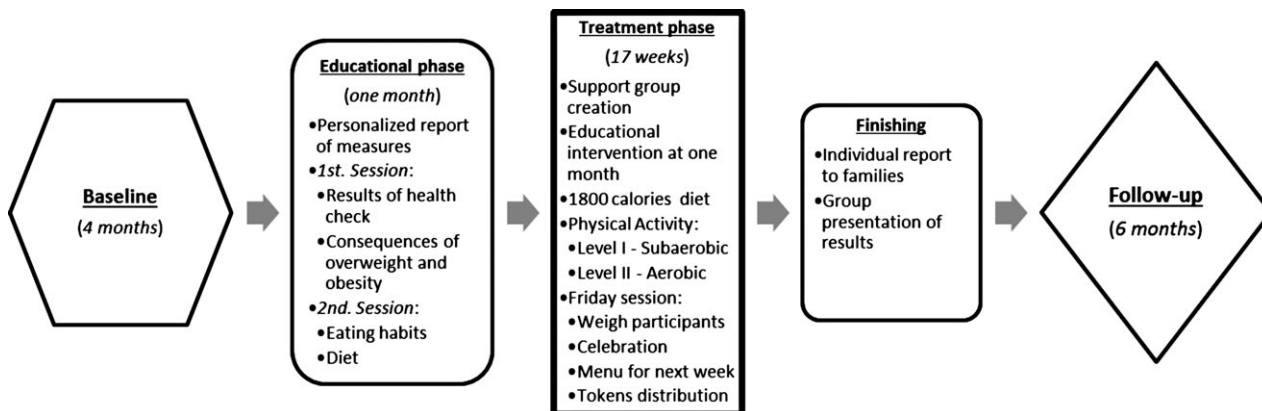 Baseline
(4 months)
Educational phase
(one month)
•Personalized report
of measures
•1st. Session:
•Results of health
check
•Consequences of
overweight and
obesity
•2nd. Session:
•Eating habits
•Diet
Treatment phase
(17 weeks)
•Support group
creation
•Educational
intervention at one
month
•1800 calories diet
•Physical Activity:
•Level I - Subaerobic
•Level II - Aerobic
•Friday session:
•Weigh participants
•Celebration
•Menu for next week
•Tokens distribution
Finishing
•Individual report
to families
•Group
presentation of
results
Follow-up
(6 months)